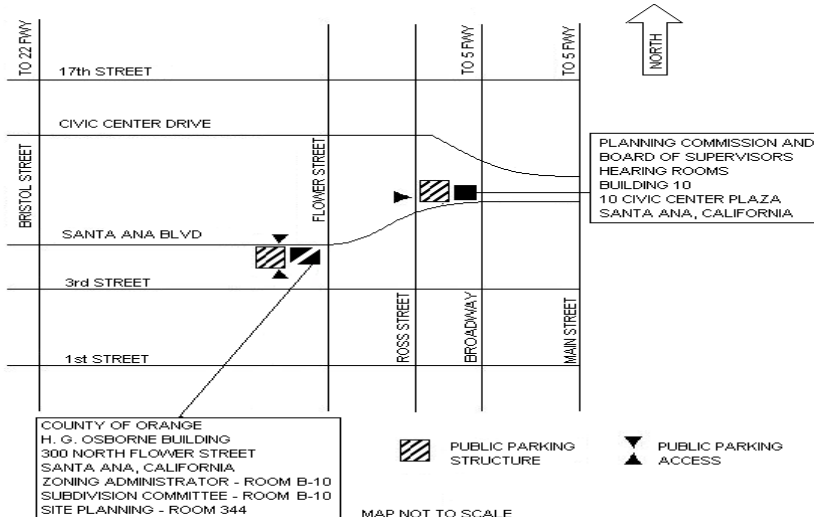 TO 22 FWY
TO 5 FWY
TO 5 FWY
NORTH
17th STREET
CIVIC CENTER DRIVE
BRISTOL STREET
FLOWER STREET
PLANNING COMMISSION AND
BOARD OF SUPERVISORS
HEARING ROOMS
BUILDING 10
10 CIVIC CENTER PLAZA
SANTA ANA, CALIFORNIA
SANTA ANA BLVD
3rd STREET
ROSS STREET
BROADWAY
MAIN STREET
1st STREET
COUNTY OF ORANGE
H. G. OSBORNE BUILDING
300 NORTH FLOWER STREET
SANTA ANA, CALIFORNIA
ZONING ADMINISTRATOR - ROOM B-10
SUBDIVISION COMMITTEE - ROOM B-10
SITE PLANNING - ROOM 344
PUBLIC PARKING
STRUCTURE
PUBLIC PARKING
ACCESS
MAP NOT TO SCALE